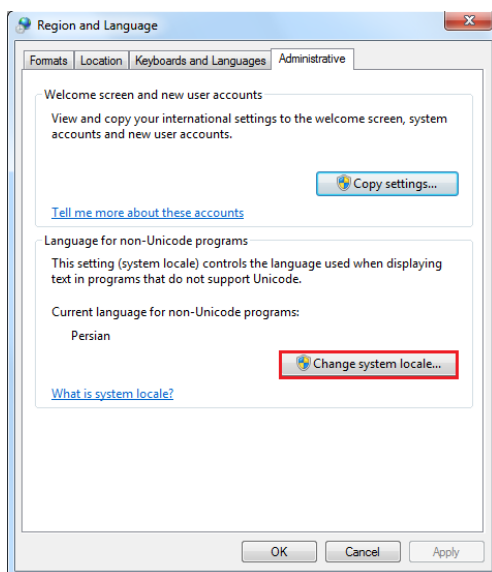 Region and Language
Formats Location Keyboards and Languages Administrative
Welcome screen and new user accounts
View and copy your international settings to the welcome screen, system
accounts and new user accounts.
Copy settings...
Tell me more about these accounts
Language for non-Unicode programs
This setting (system locale) controls the language used when displaying
text in programs that do not support Unicode.
Current language for non-Unicode programs:
Persian
Change system locale...
What is system locale?
OK Cancel Apply